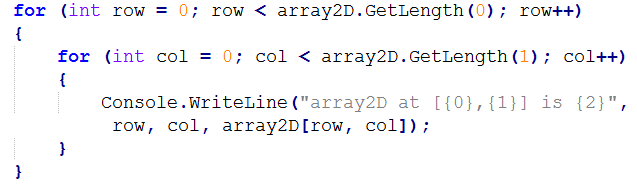 for (int row = 0; row < array2D.GetLength(0); row++)
{
    for (int col = 0; col < array2D.GetLength(1); col++)
    {
        Console.WriteLine("array2D at [{0},{1}] is {2}",
         row, col, array2D[row, col]);
    }
}